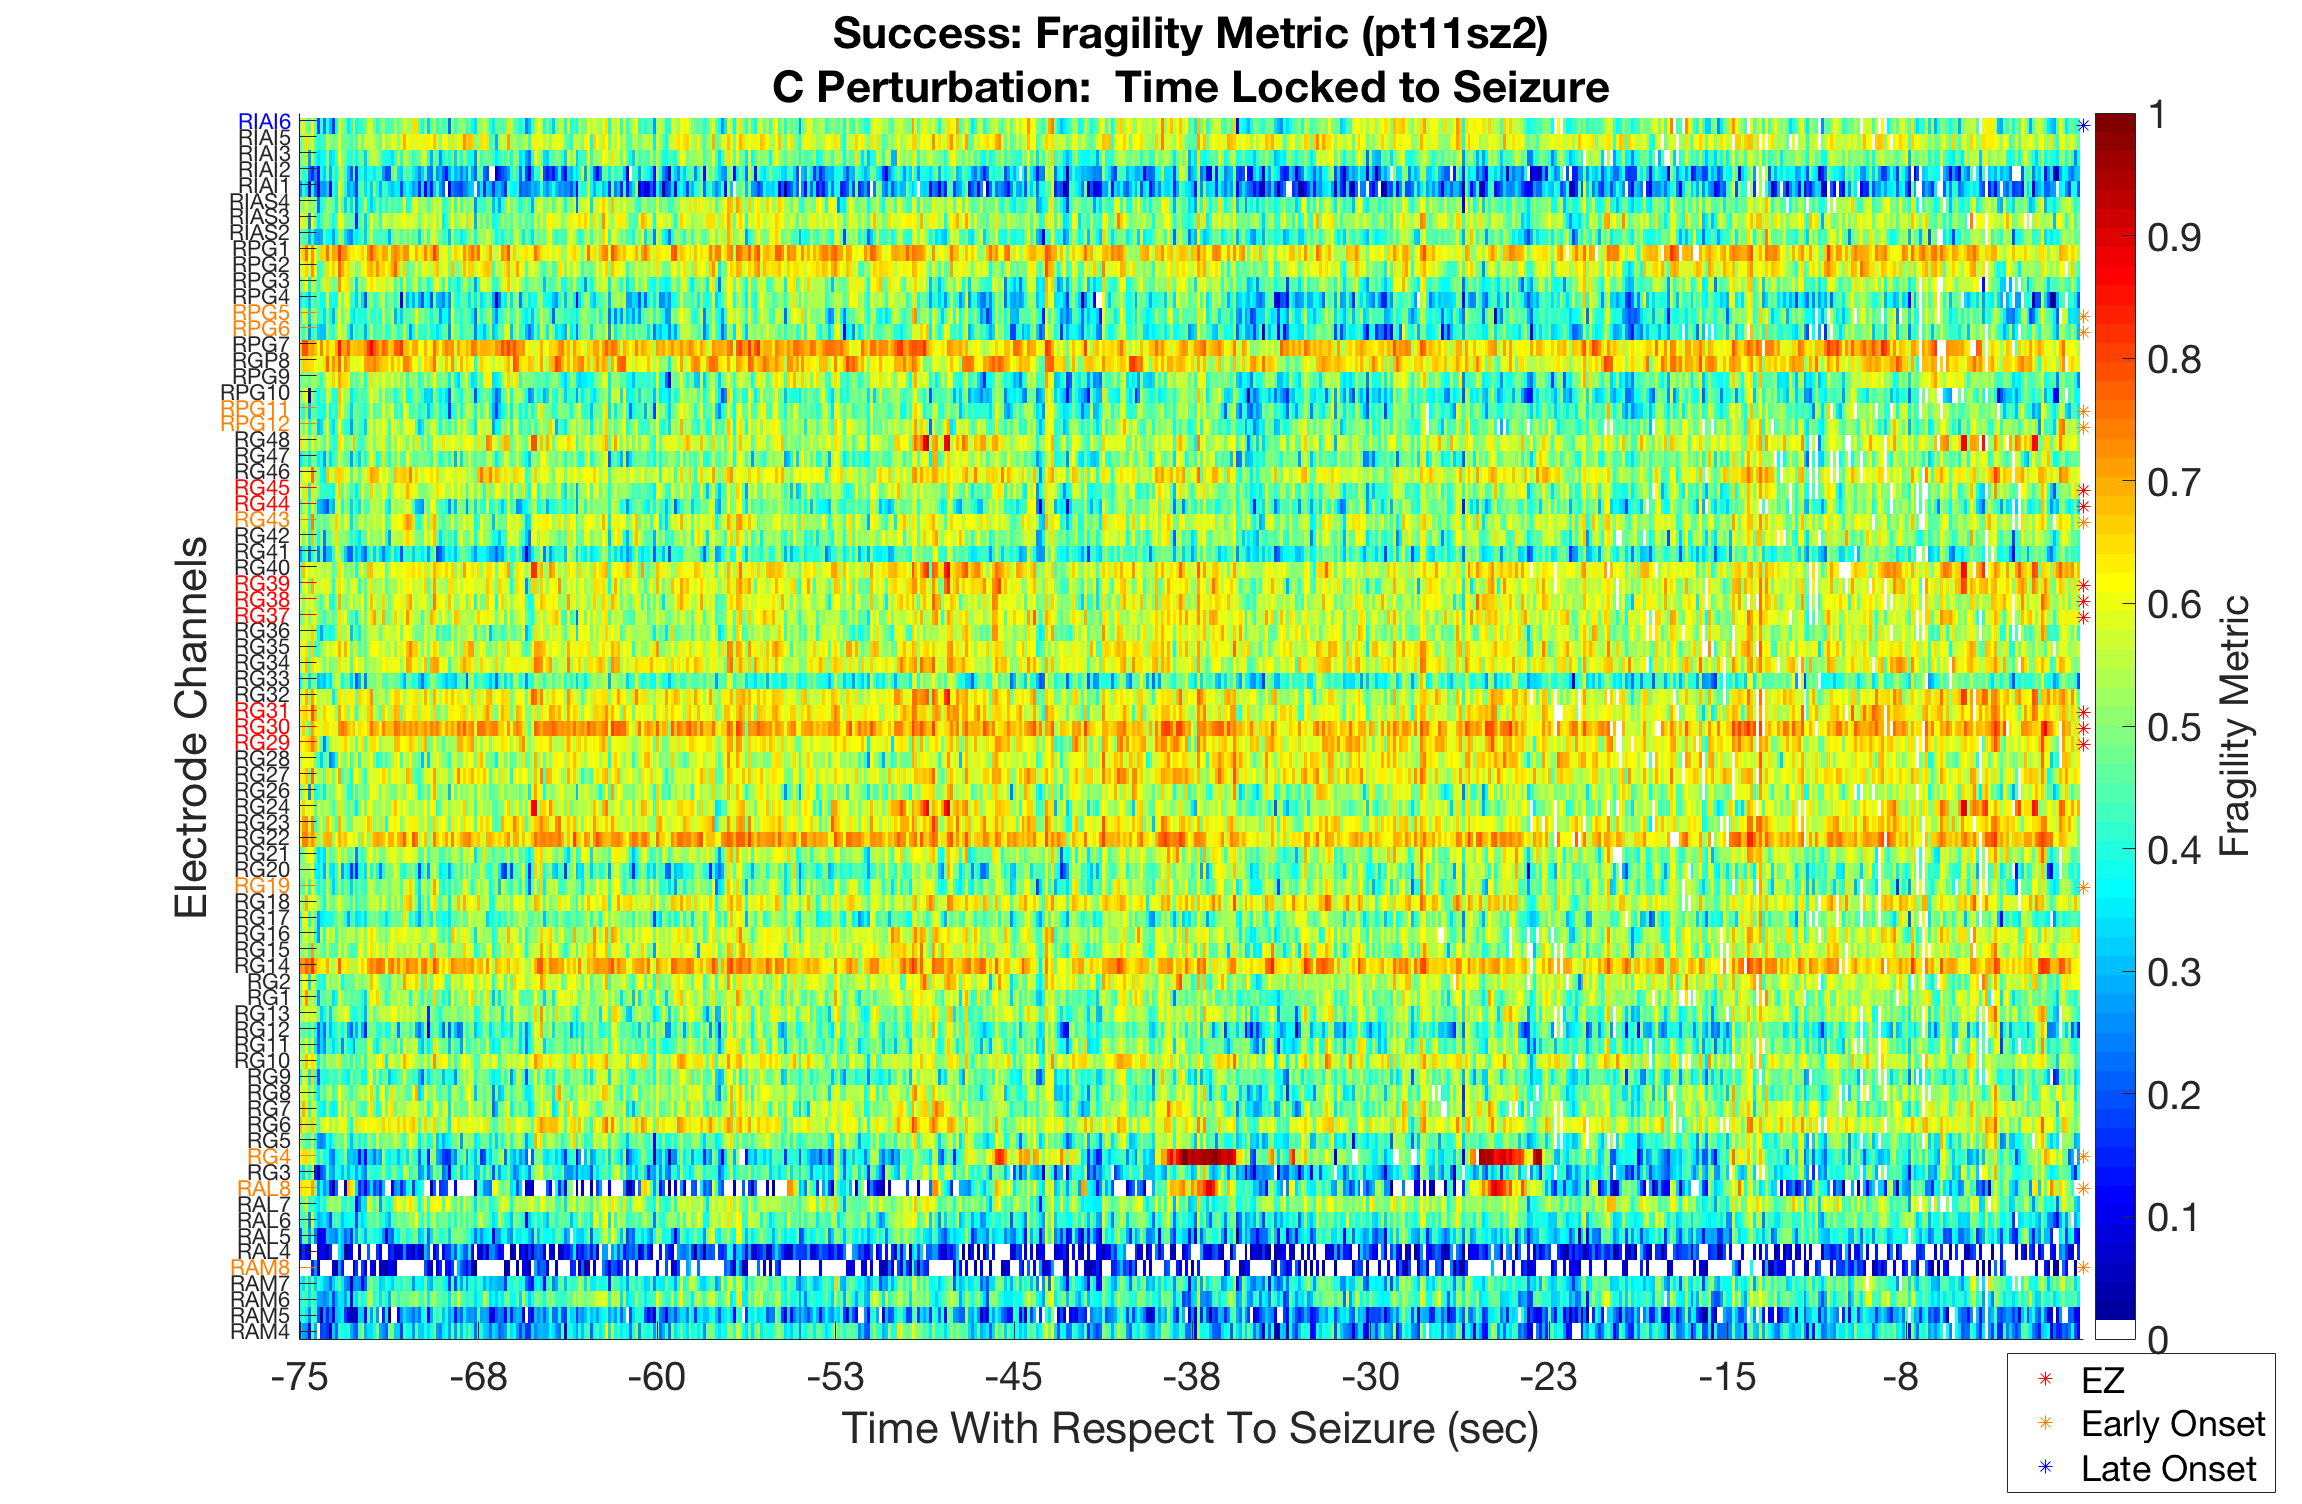 Success: Fragility Metric (pt11sz2)
C Perturbation:  Time Locked to Seizure
Electrode Channels
RIAI6
RIAI5
RIAI3
RIAI2
RIAI1
RIAS4
RIAS3
RIAS2
RPG1
RPG2
RPG3
RPG4
RPG5
RPG6
RPG7
RGP8
RPG9
RPG10
RPG11
RPG12
RG48
RG47
RG46
RG45
RG44
RG43
RG42
RG41
RG40
RG39
RG38
RG37
RG36
RG35
RG34
RG33
RG32
RG31
RG30
RG29
RG28
RG27
RG26
RG24
RG23
RG22
RG21
RG20
RG19
RG18
RG17
RG16
RG15
RG14
RG2
RG1
RG13
RG12
RG11
RG10
RG9
RG8
RG7
RG6
RG5
RG4
RG3
RAL8
RAL7
RAL6
RAL5
RAL4
RAM8
RAM7
RAM6
RAM5
RAM4
-75 -68 -60 -53 -45 -38 -30 -23 -15 -8
Time With Respect To Seizure (sec)
1
0.9
0.8
0.7
0.6
0.5
0.4
0.3
0.2
0.1
0
Fragility Metric
EZ
Early Onset
Late Onset